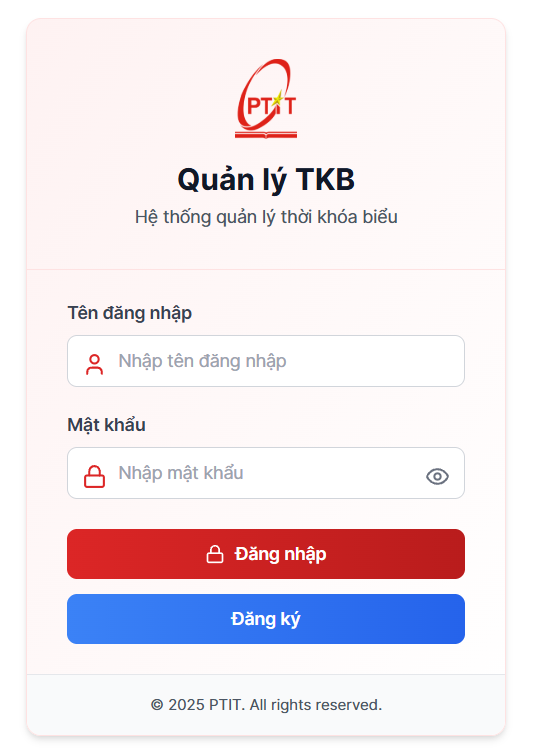 PTIT
Quản lý TKB
Hệ thống quản lý thời khóa biểu
Tên đăng nhập
Nhập tên đăng nhập
Mật khẩu
Nhập mật khẩu
Đăng nhập
Đăng ký
© 2025 PTIT. All rights reserved.